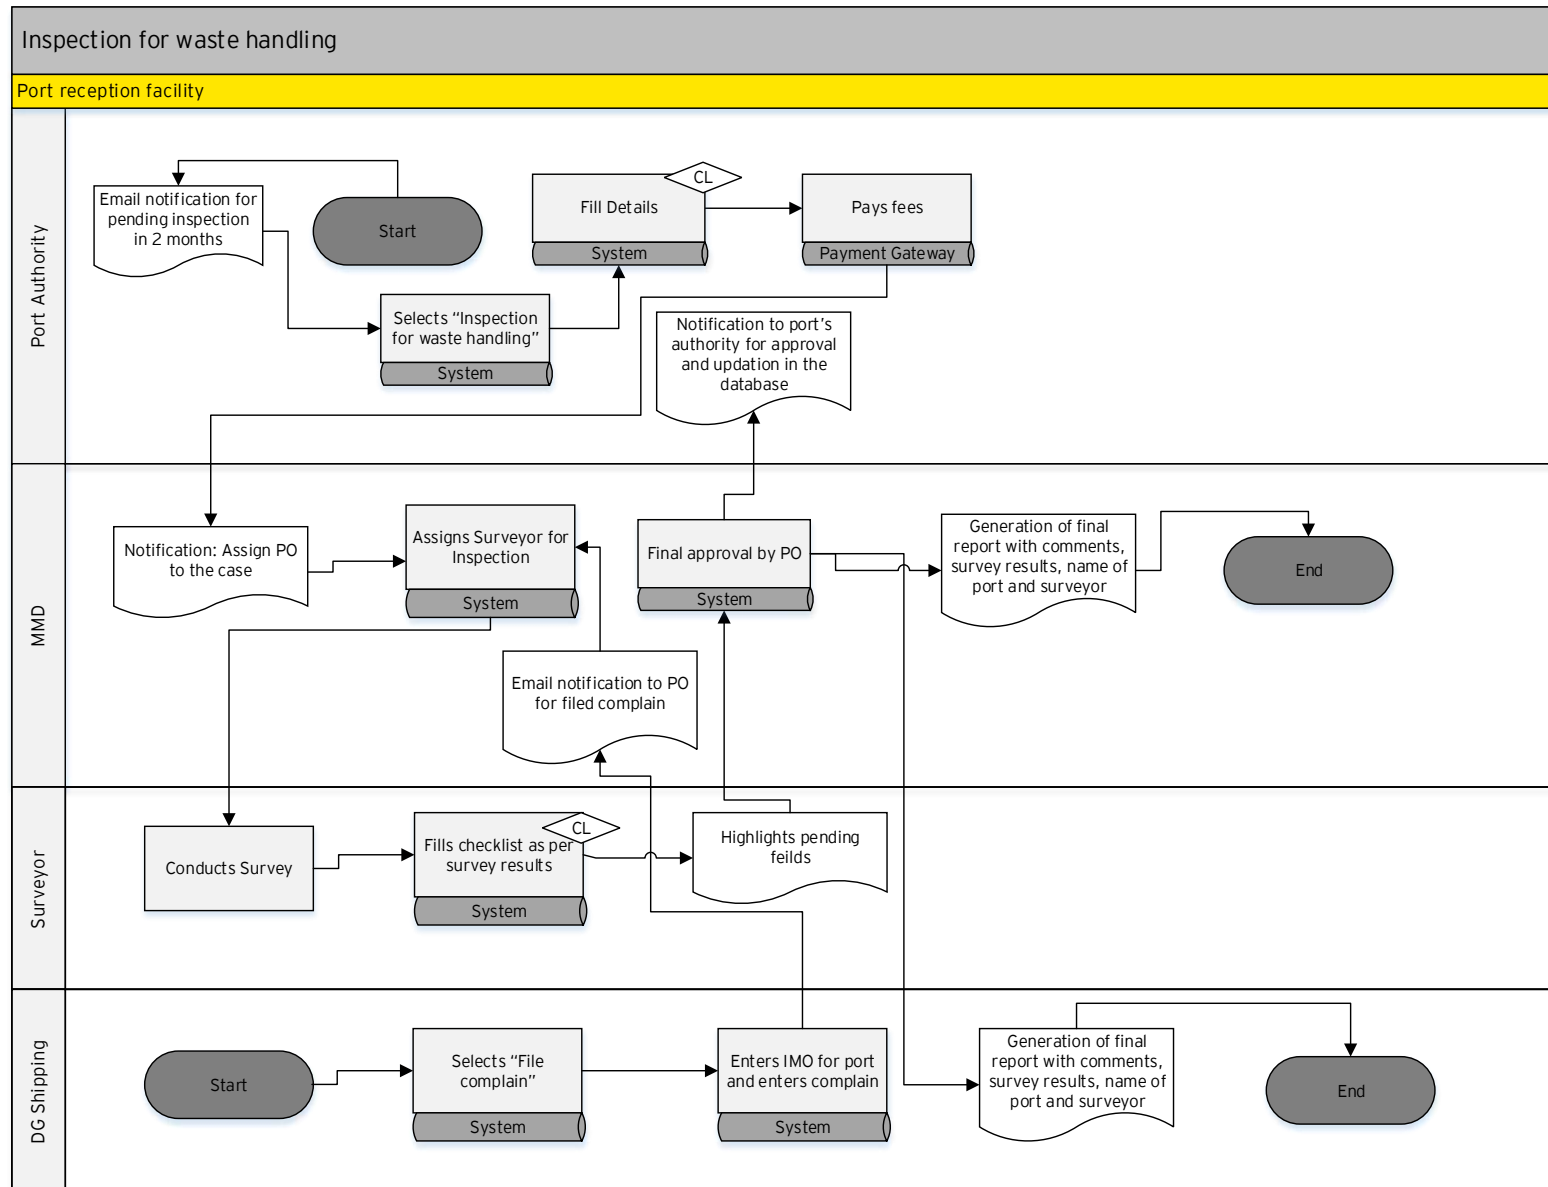 Inspection for waste handling
Port reception facility
Port Authority
Email notification for
pending inspection
in 2 months
Start
CL
Fill Details
System
Pays fees
Payment Gateway
Selects “Inspection
for waste handling”
System
Notification to port’s
authority for approval
and updation in the
database
MMD
Notification: Assign PO
to the case
Assigns Surveyor for
Inspection
System
Final approval by PO
System
Generation of final
report with comments,
survey results, name of
port and surveyor
End
Email notification to PO
for filed complain
Surveyor
Conducts Survey
CL
Fills checklist as per
survey results
System
Highlights pending
feilds
DG Shipping
Start
Selects “File
complain”
System
Enters IMO for port
and enters complain
System
Generation of final
report with comments,
survey results, name of
port and surveyor
End